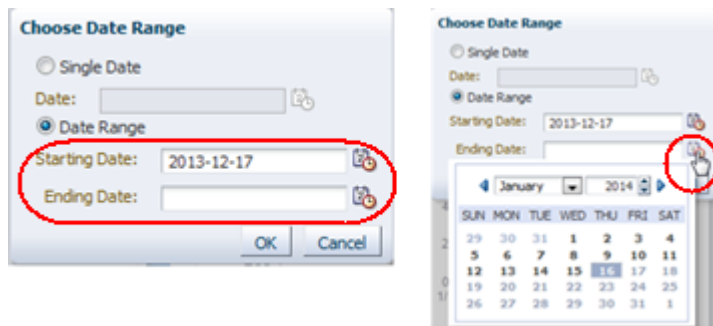 Choose Date Range
Single Date
Date:
Date Range
Starting Date: 2013-12-17
Ending Date:
OK Cancel
Choose Date Range
Single Date
Date:
Date Range
Starting Date: 2013-12-17
Ending Date:
January 2014
SUN MON TUE WED THU FRI SAT
29 30 31 1 2 3 4
5 6 7 8 9 10 11
12 13 14 15 16 17 18
19 20 21 22 23 24 25
26 27 28 29 30 31 1